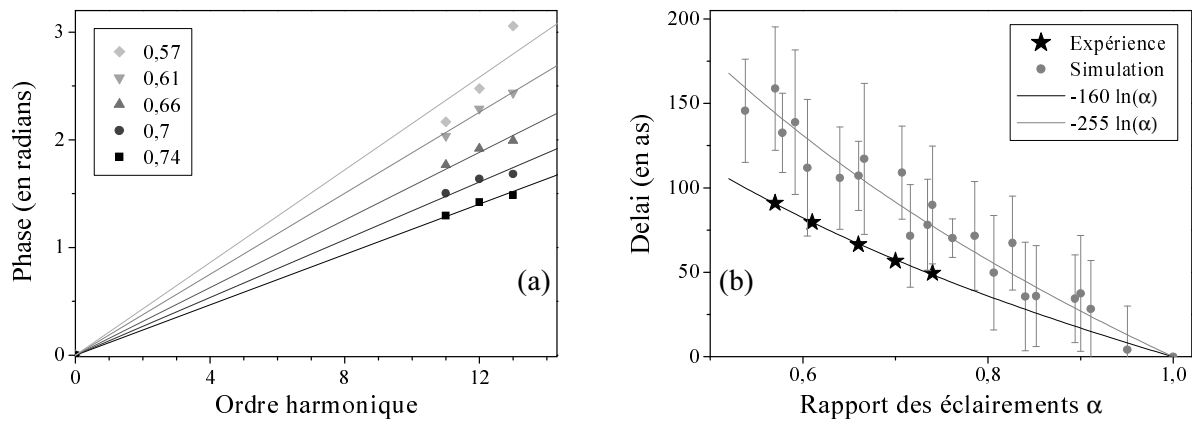 Phase (en radians)
3
2
1
0
0,57
0,61
0,66
0,7
0,74
(a)
0
4
8
12
Ordre harmonique
Delai (en as)
200
150
100
50
0
Expérience
Simulation
-160 ln(α)
-255 ln(α)
(b)
0,6
0,8
1,0
Rapport des éclairements α